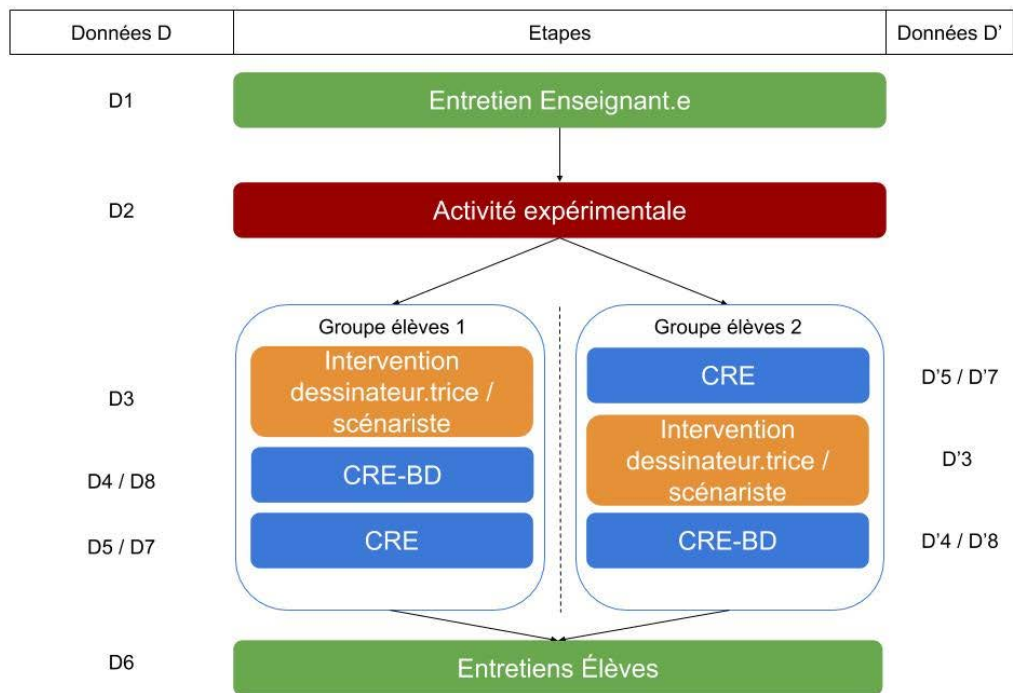 Données D
Etapes
Données D’
D1
Entretien Enseignant.e
D2
Activité expérimentale
Groupe élèves 1
Groupe élèves 2
D3
Intervention
dessinateur.trice /
scénariste
CRE
D’5 / D’7
D4 / D8
CRE-BD
Intervention
dessinateur.trice /
scénariste
D’3
D5 / D7
CRE
CRE-BD
D’4 / D’8
D6
Entretiens Élèves